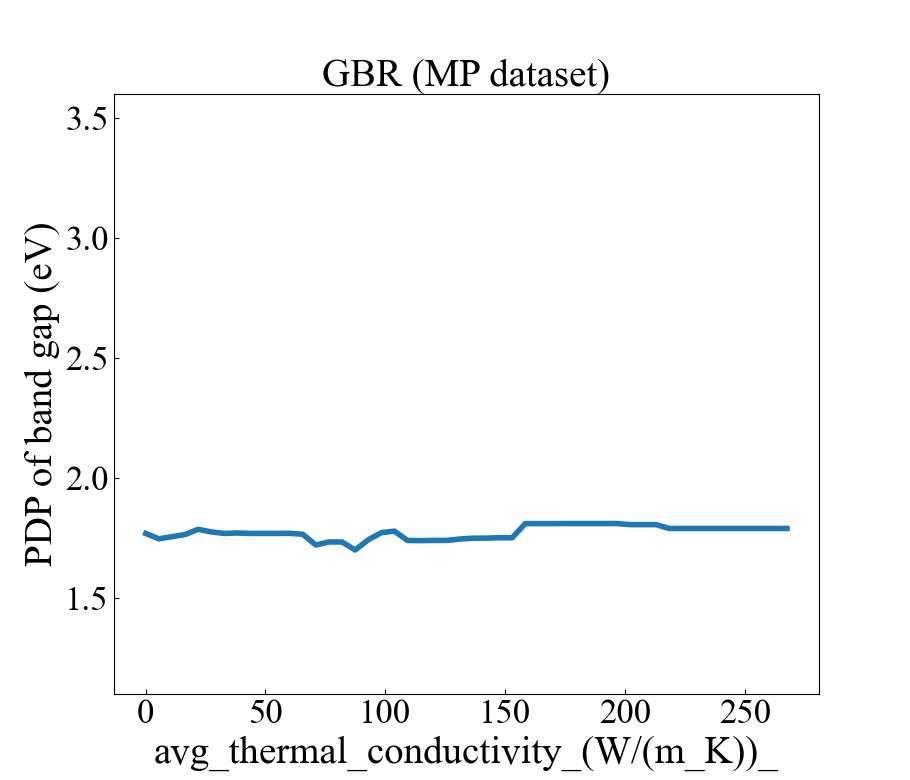 GBR (MP dataset)
PDP of band gap (eV)
3.5
3.0
2.5
2.0
1.5
0 50 100 150 200 250
avg_thermal_conductivity_(W/(m_K))_